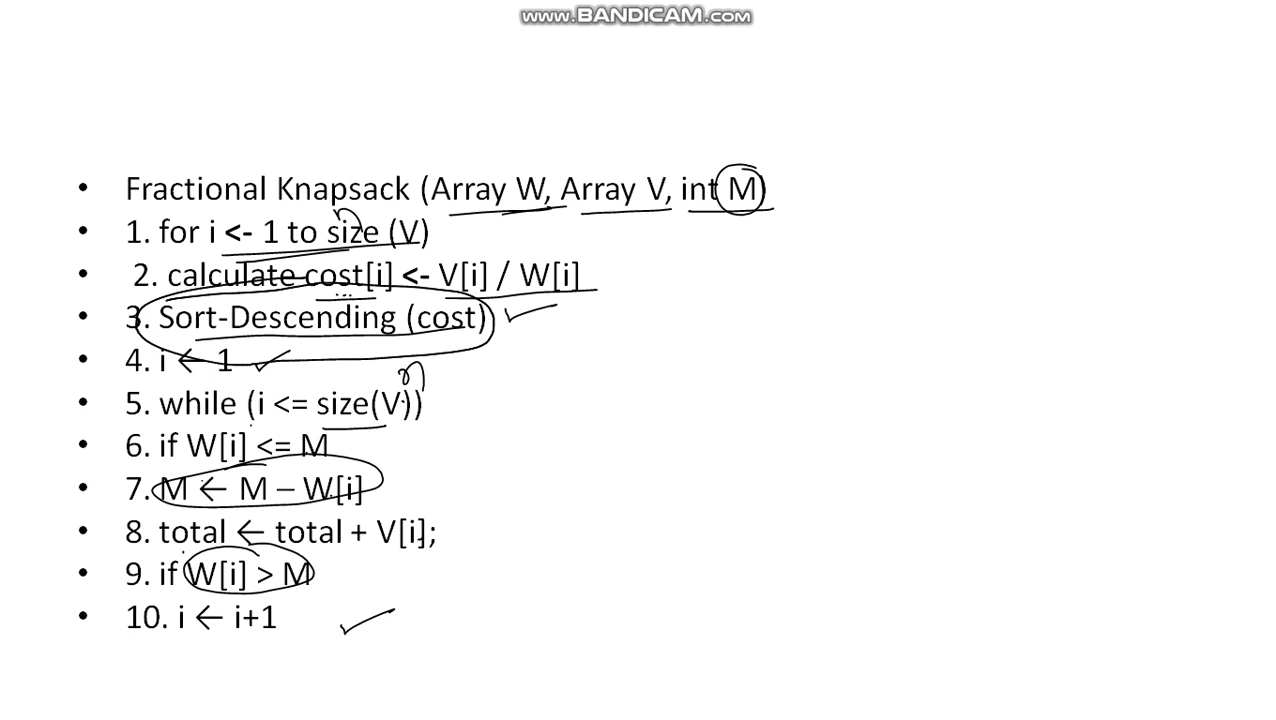 www.BANDICAM.com
• Fractional Knapsack (Array W, Array V, int M)
n
• 1. for i <- 1 to size (V)
• 2. calculate cost[i] <- V[i] / W[i]
• 3. Sort-Descending (cost)
• 4. i ← 1
n
• 5. while (i <= size(V))
• 6. if W[i] <= M
• 7. M ← M – W[i]
• 8. total ← total + V[i];
• 9. if W[i] > M
• 10. i ← i+1